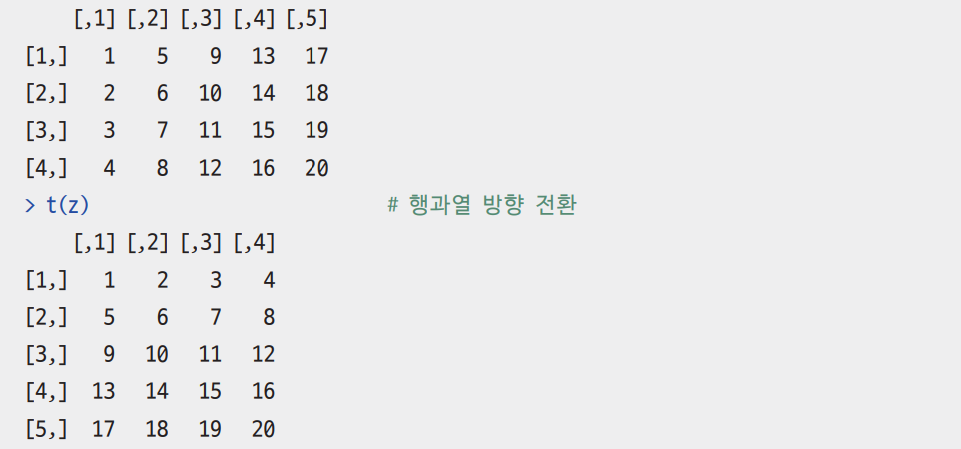 [,1] [,2] [,3] [,4] [,5]
[1,] 1 5 9 13 17
[2,] 2 6 10 14 18
[3,] 3 7 11 15 19
[4,] 4 8 12 16 20
> t(z) # 행과열 방향 전환
[,1] [,2] [,3] [,4]
[1,] 1 2 3 4
[2,] 5 6 7 8
[3,] 9 10 11 12
[4,] 13 14 15 16
[5,] 17 18 19 20